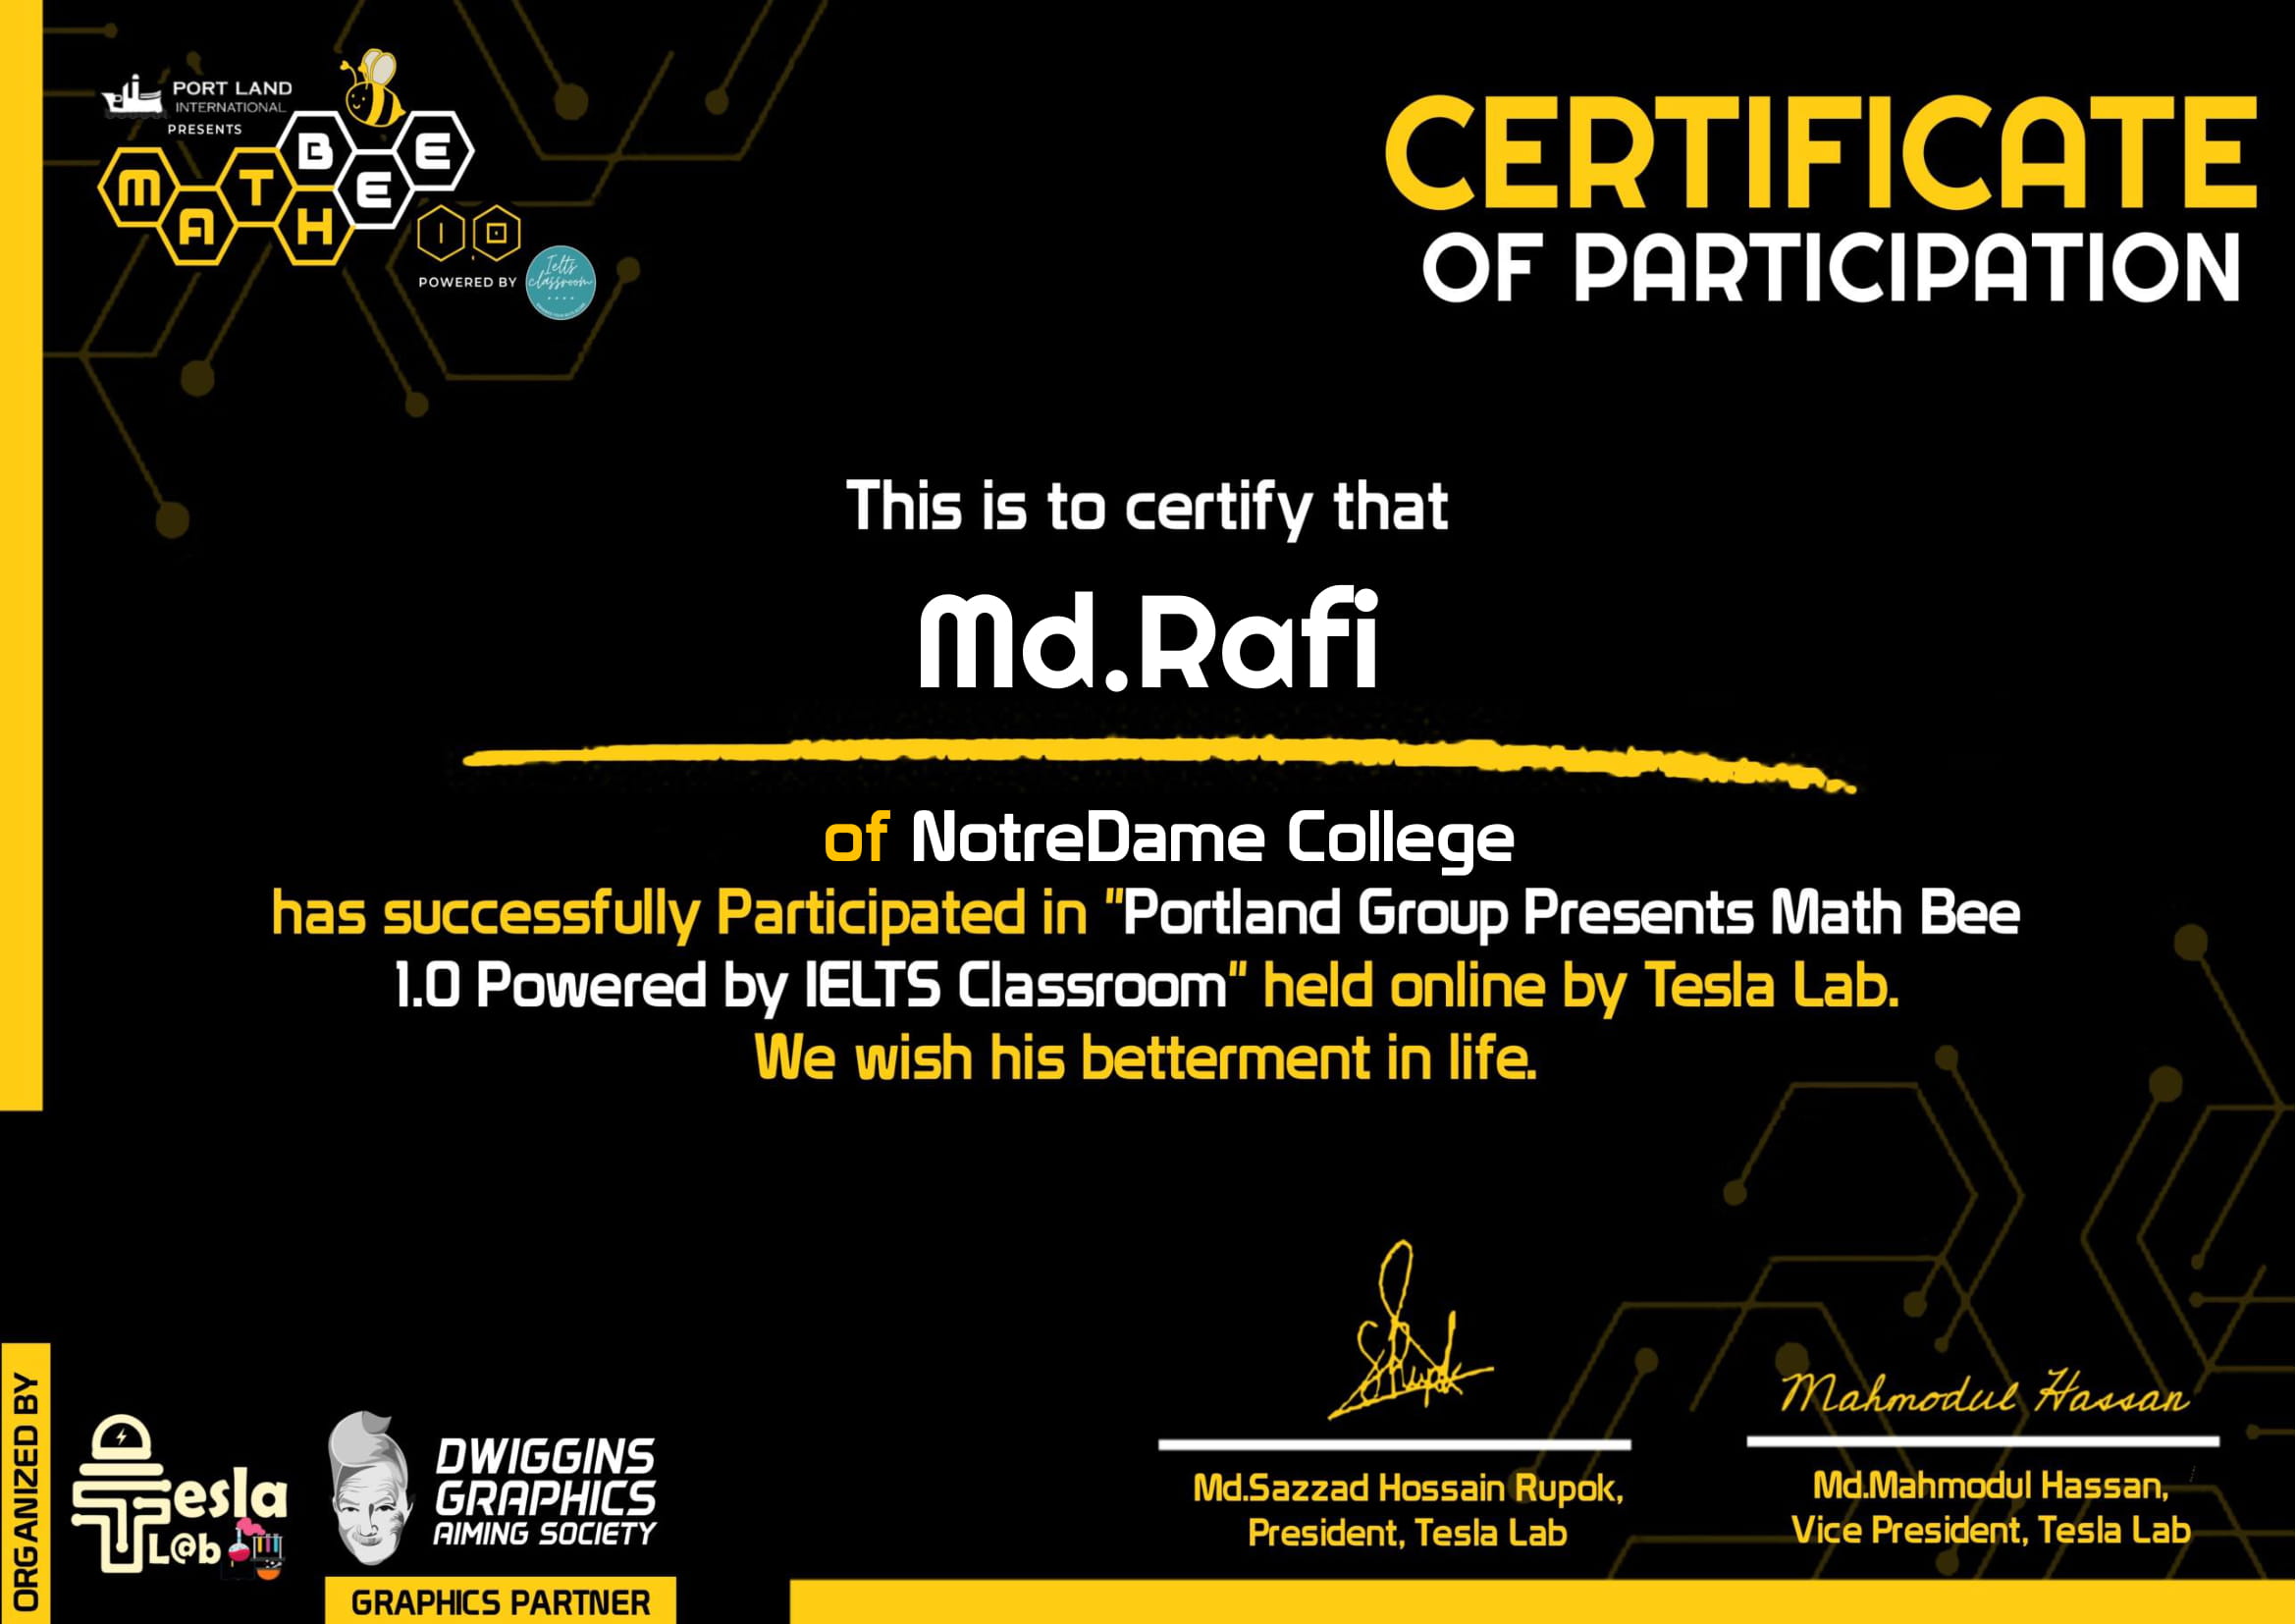 PORT LAND
INTERNATIONAL
PRESENTS
MATH BEE
1.0
POWERED BY
Ielts
classroom
CERTIFICATE
OF PARTICIPATION
This is to certify that
Md.Rafi
of NotreDame College
has successfully Participated in "Portland Group Presents Math Bee
1.0 Powered by IELTS Classroom" held online by Tesla Lab.
We wish his betterment in life.
SRupok
Mahmodul Hassan
Md.Sazzad Hossain Rupok,
President, Tesla Lab
Md.Mahmodul Hassan,
Vice President, Tesla Lab
ORGANIZED BY
Tesla
L@b
DWIGGINS
GRAPHICS
AIMING SOCIETY
GRAPHICS PARTNER